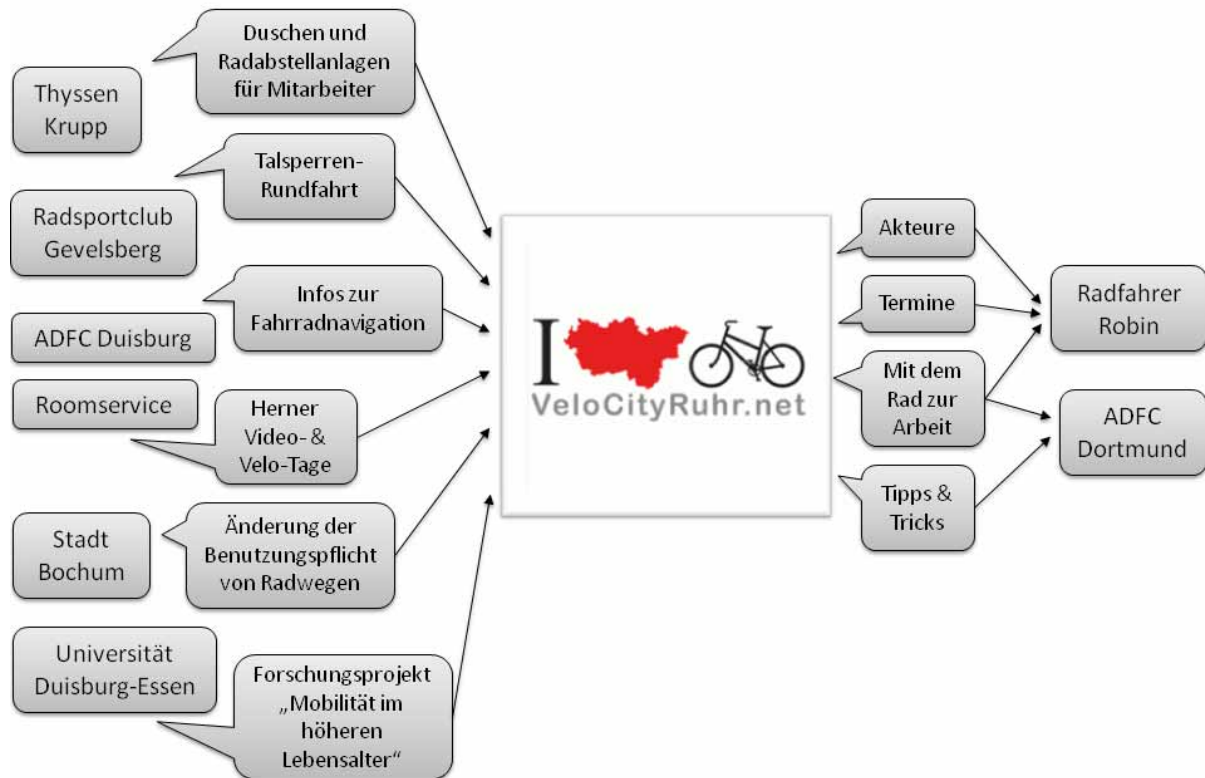 Duschen und
Radabstellanlagen
für Mitarbeiter
Thyssen
Krupp
Talsperren-
Rundfahrt
Radsportclub
Gevelsberg
Infos zur
Fahrradnavigation
ADFC Duisburg
Roomservice
Herner
Video- &
Velo-Tage
Stadt
Bochum
Änderung der
Benutzungspflicht
von Radwegen
Universität
Duisburg-Essen
Forschungsprojekt
„Mobilität im
höheren
Lebensalter“
I
VeloCityRuhr.net
Akteure
Termine
Mit dem
Rad zur
Arbeit
Tipps &
Tricks
Radfahrer
Robin
ADFC
Dortmund